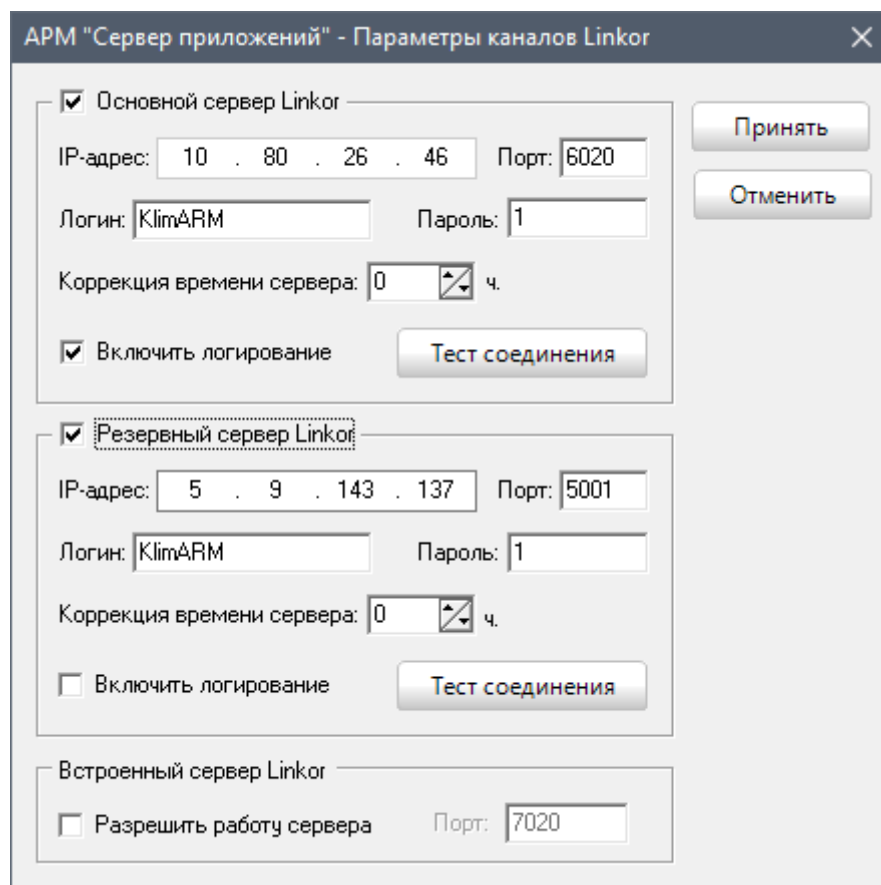 АРМ "Сервер приложений" - Параметры каналов Linkor
Основной сервер Linkor
Принять
IP-адрес: 10 . 80 . 26 . 46 Порт: 6020
Отменить
Логин: KlimARM Пароль: 1
Коррекция времени сервера: 0 ч.
Включить логирование Тест соединения
Резервный сервер Linkor
IP-адрес: 5 . 9 . 143 . 137 Порт: 5001
Логин: KlimARM Пароль: 1
Коррекция времени сервера: 0 ч.
Включить логирование Тест соединения
Встроенный сервер Linkor
Разрешить работу сервера Порт: 7020